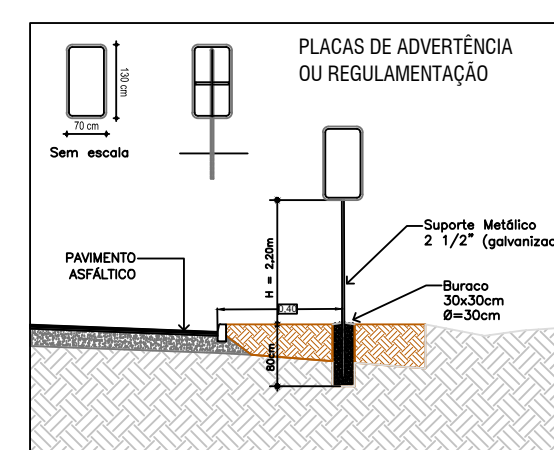 PLACAS DE ADVERTÊNCIA
OU REGULAMENTAÇÃO
130 cm
70 cm
Sem escala
Suporte Metálico
2 1/2" (galvanizad
PAVIMENTO
ASFÁLTICO
H = 2,20m
0,40
Buraco
30x30cm
Ø=30cm
80cm